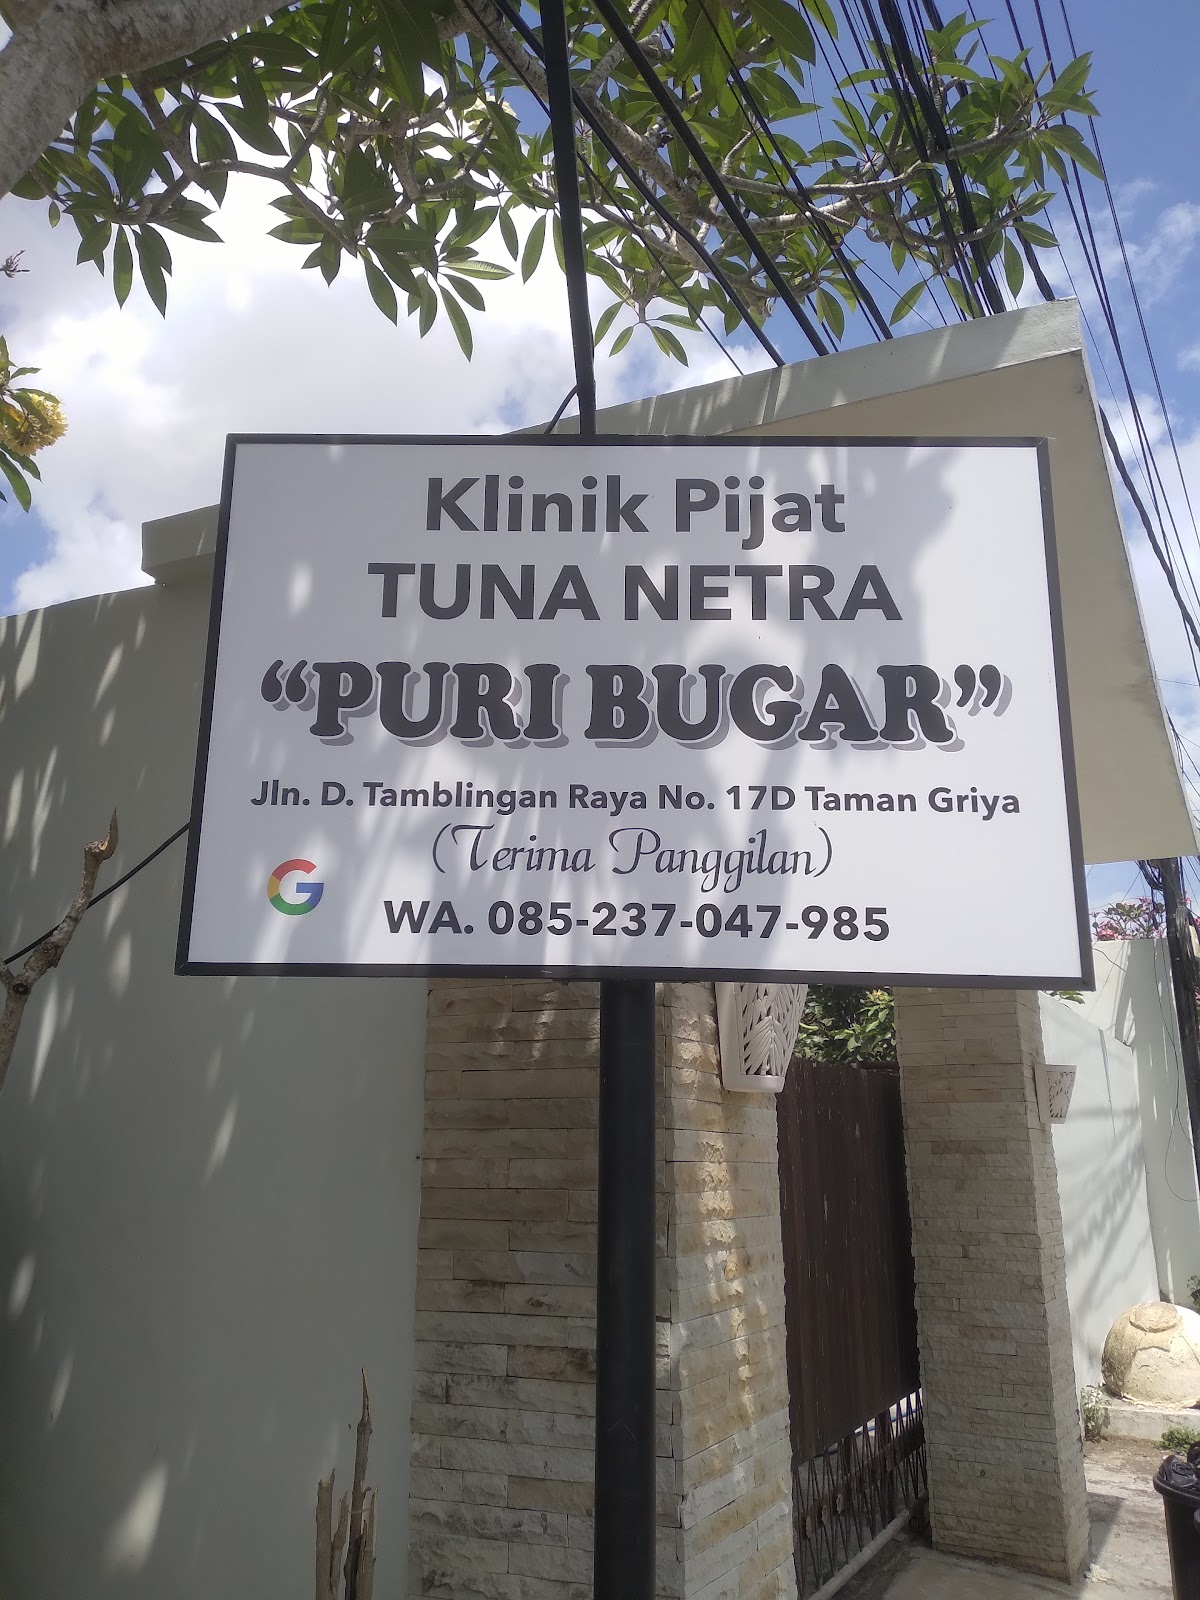 Klinik Pijat
TUNA NETRA
“PURI BUGAR”
Jln. D. Tamblingan Raya No. 17D Taman Griya
(Terima Panggilan)
G
WA. 085-237-047-985